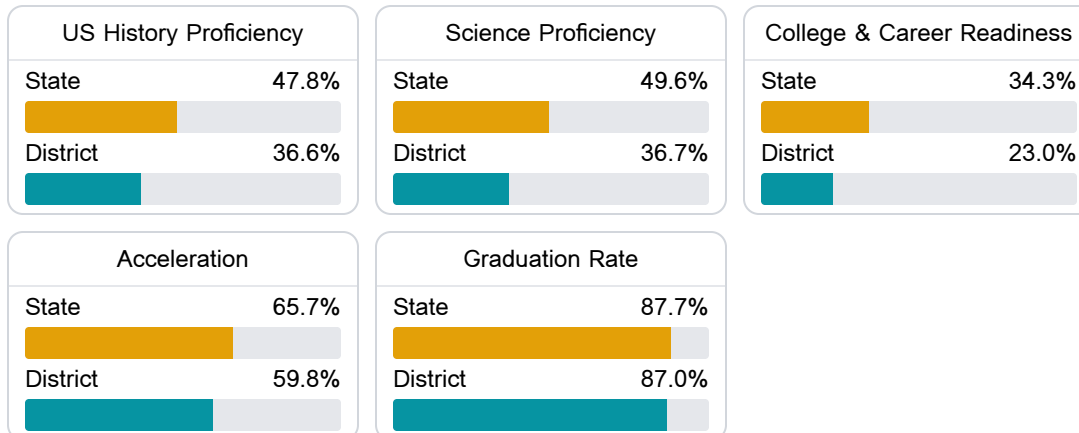 US History Proficiency
State 47.8%
District 36.6%
Science Proficiency
State 49.6%
District 36.7%
College & Career Readiness
State 34.3%
District 23.0%
Acceleration
State 65.7%
District 59.8%
Graduation Rate
State 87.7%
District 87.0%